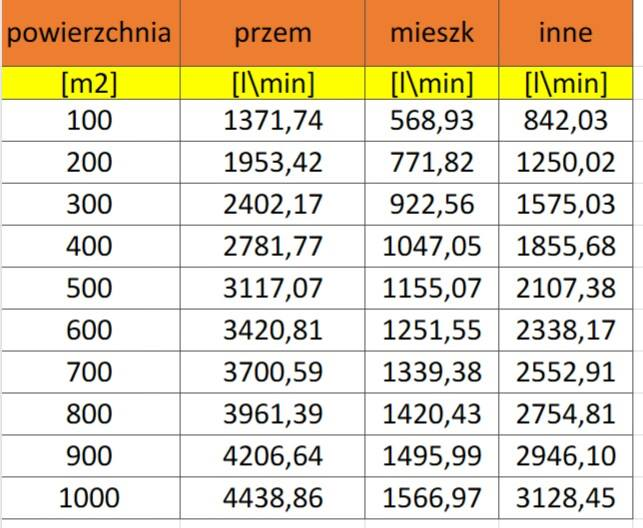 powierzchnia przem mieszk inne
[m2] [l\min] [l\min] [l\min]
100 1371,74 568,93 842,03
200 1953,42 771,82 1250,02
300 2402,17 922,56 1575,03
400 2781,77 1047,05 1855,68
500 3117,07 1155,07 2107,38
600 3420,81 1251,55 2338,17
700 3700,59 1339,38 2552,91
800 3961,39 1420,43 2754,81
900 4206,64 1495,99 2946,10
1000 4438,86 1566,97 3128,45